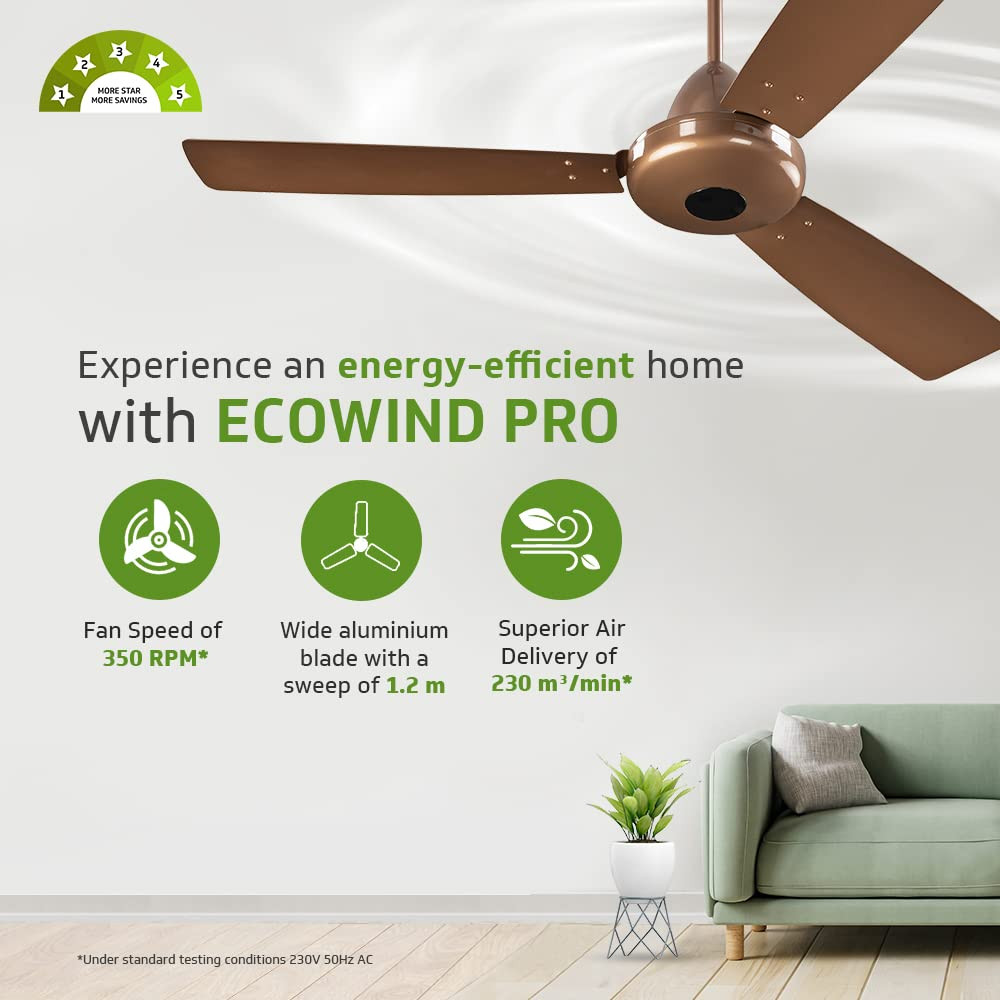 1 2 3 4 5
MORE STAR
MORE SAVINGS
Experience an energy-efficient home
with ECOWIND PRO
Fan Speed of
350 RPM*
Wide aluminium
blade with a
sweep of 1.2 m
Superior Air
Delivery of
230 m³/min*
*Under standard testing conditions 230V 50Hz AC